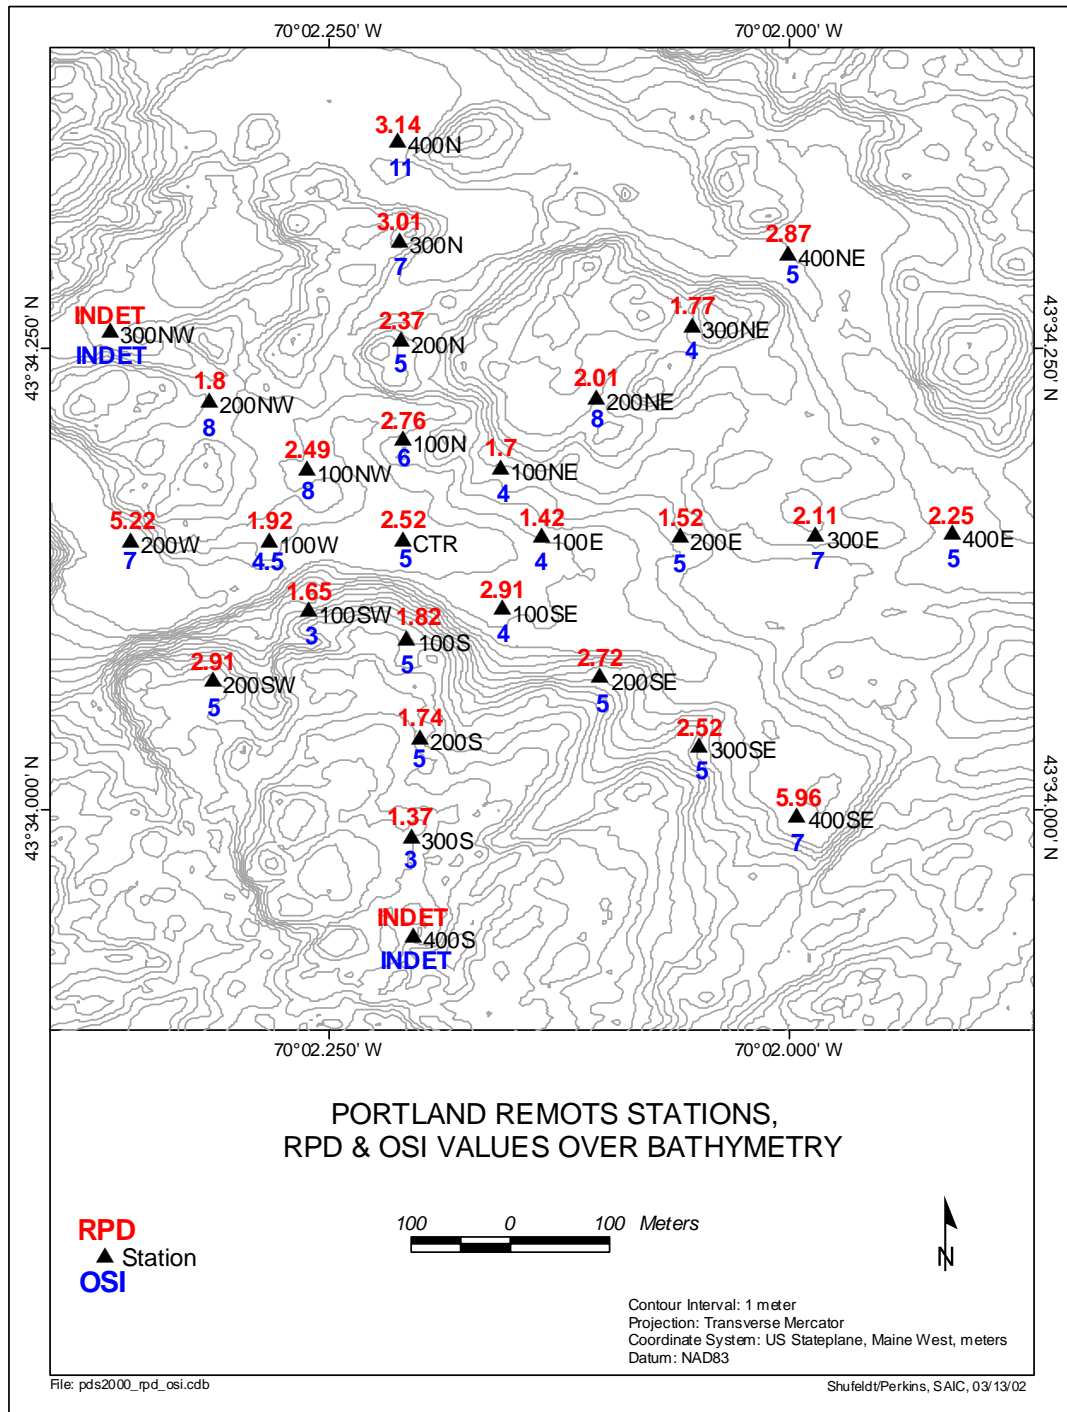 70°02.250' W
70°02.000' W
3.14
400N
11
3.01
300N
7
2.87
400NE
5
INDET
300NW
INDET
1.77
300NE
4
2.37
200N
5
43°34.250' N
43°34.250' N
1.8
200NW
8
2.01
200NE
8
2.76
100N
6
2.49
100NW
8
1.7
100NE
4
5.22
200W
7
1.92
100W
4.5
2.52
CTR
5
1.42
100E
4
1.52
200E
5
2.11
300E
7
2.25
400E
5
1.65
100SW
3
1.82
100S
5
2.91
100SE
4
2.91
200SW
5
2.72
200SE
5
1.74
200S
5
2.52
300SE
5
43°34.000' N
43°34.000' N
5.96
400SE
7
1.37
300S
3
INDET
400S
INDET
70°02.250' W
70°02.000' W
PORTLAND REMOTS STATIONS,
RPD & OSI VALUES OVER BATHYMETRY
RPD
Station
OSI
100 0 100 Meters
N
Contour Interval: 1 meter
Projection: Transverse Mercator
Coordinate System: US Stateplane, Maine West, meters
Datum: NAD83
File: pds2000_rpd_osi.cdb
Shufeldt/Perkins, SAIC, 03/13/02